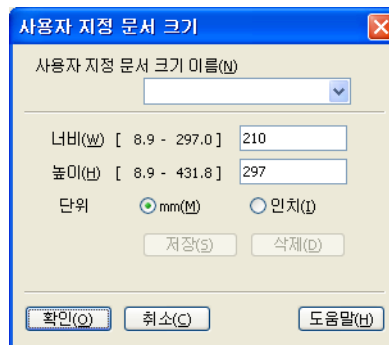 사용자 지정 문서 크기
사용자 지정 문서 크기 이름(N)
너비(W) [ 8.9 - 297.0 ] 210
높이(H) [ 8.9 - 431.8 ] 297
단위 mm(M) 인치(I)
저장(S) 삭제(D)
확인(O) 취소(C) 도움말(H)